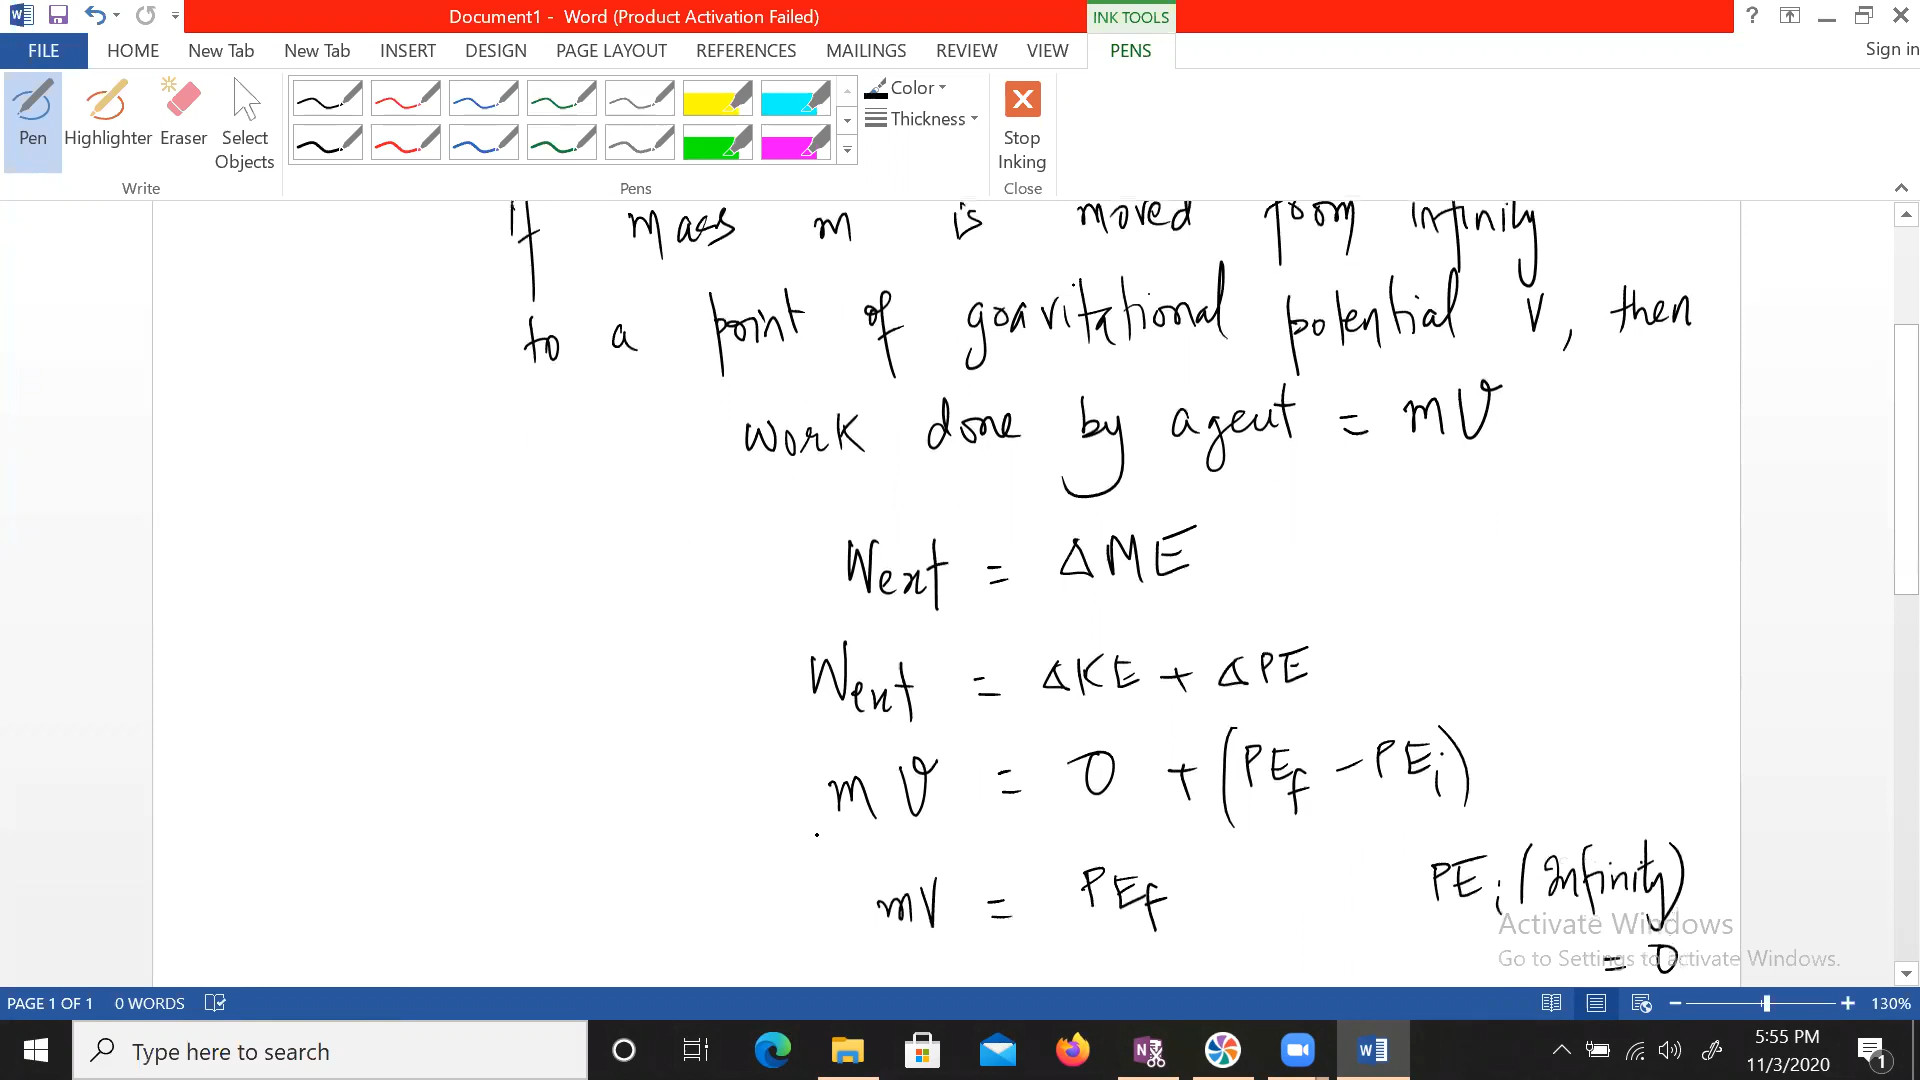 Document1 - Word (Product Activation Failed)
INK TOOLS
FILE HOME New Tab New Tab INSERT DESIGN PAGE LAYOUT REFERENCES MAILINGS REVIEW VIEW PENS Sign in
Pen Highlighter Eraser Select Objects
Color
Thickness
Stop Inking
Write Pens Close
If mass m is moved from infinity
to a point of gravitational potential V, then
work done by agent = mV
Wext = ΔME
Wext = ΔKE + ΔPE
mV = 0 + (PEf - PEi)
mV = PEf
PEi (Infinity)
= 0
Activate Windows
Go to Settings to activate Windows.
PAGE 1 OF 1 0 WORDS 130%
Type here to search
5:55 PM
11/3/2020
1